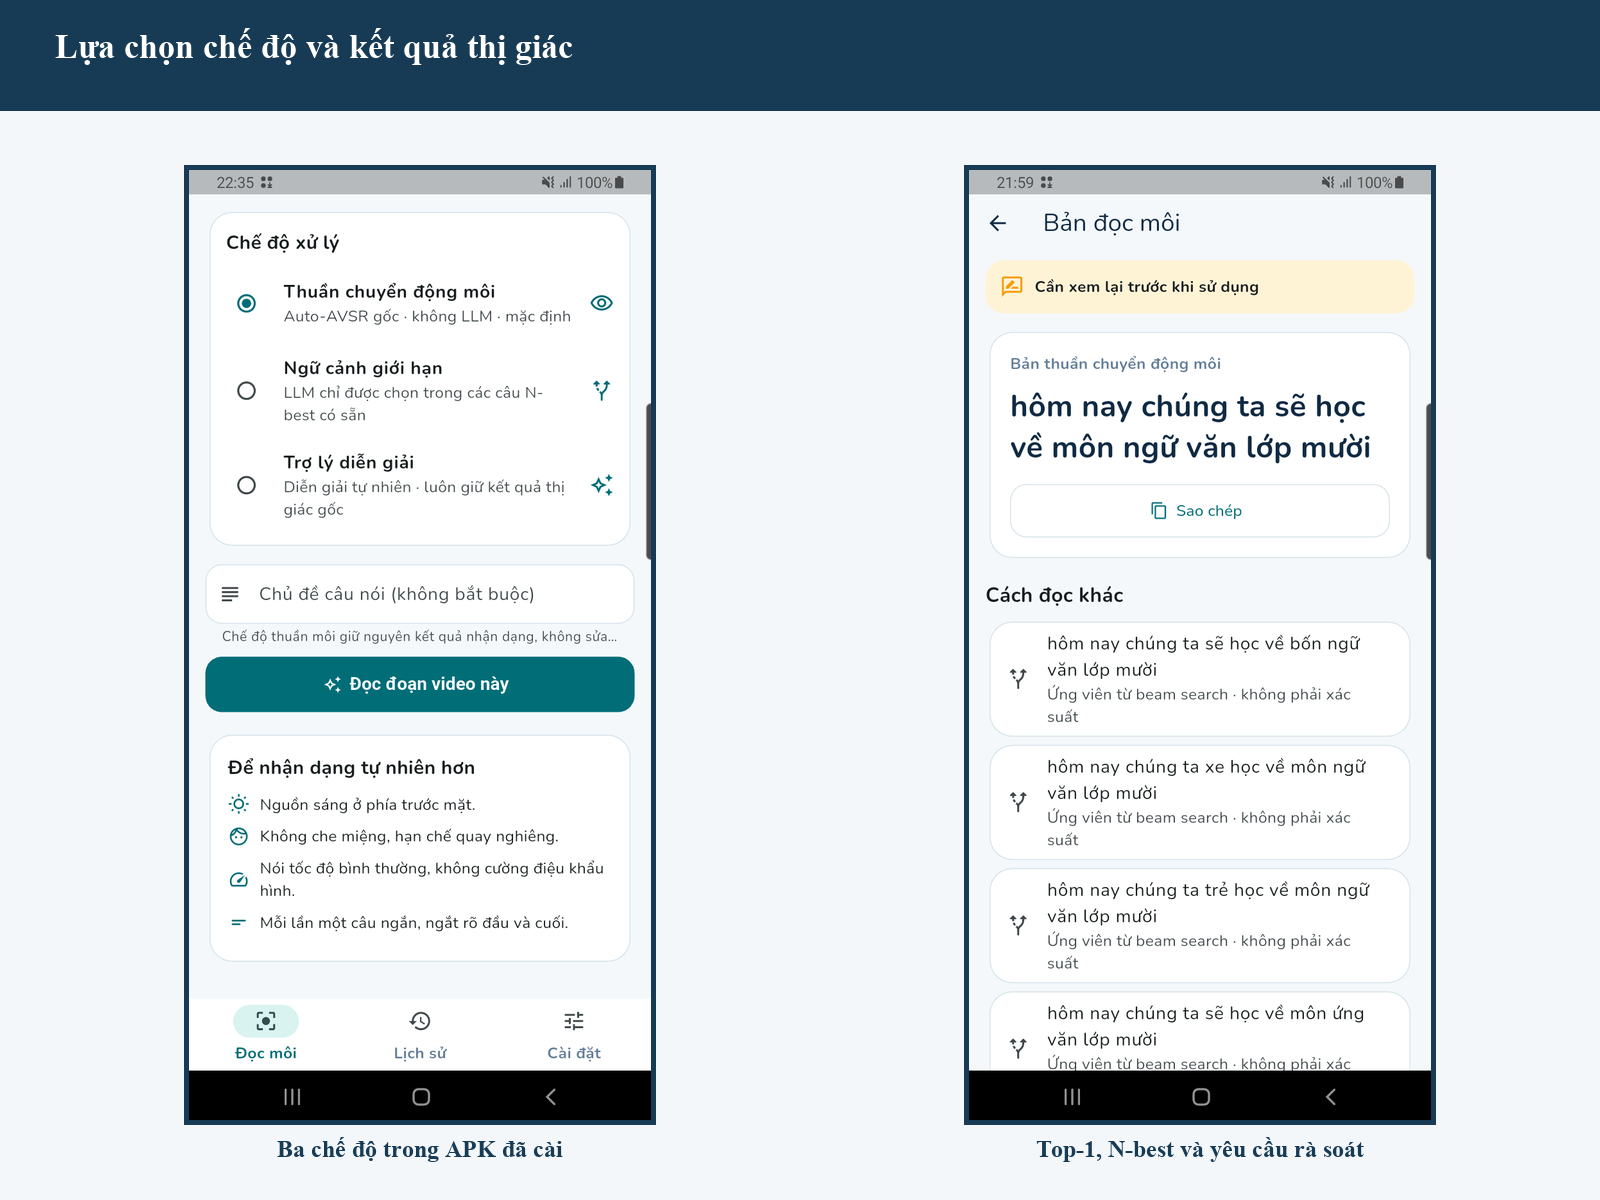 Lựa chọn chế độ và kết quả thị giác
22:35
100%
Chế độ xử lý
Thuần chuyển động môi
Auto-AVSR gốc · không LLM · mặc định
Ngữ cảnh giới hạn
LLM chỉ được chọn trong các câu N-
best có sẵn
Trợ lý diễn giải
Diễn giải tự nhiên · luôn giữ kết quả thị
giác gốc
Chủ đề câu nói (không bắt buộc)
Chế độ thuần môi giữ nguyên kết quả nhận dạng, không sửa...
Đọc đoạn video này
Để nhận dạng tự nhiên hơn
Nguồn sáng ở phía trước mặt.
Không che miệng, hạn chế quay nghiêng.
Nói tốc độ bình thường, không cường điệu khẩu
hình.
Mỗi lần một câu ngắn, ngắt rõ đầu và cuối.
Đọc môi
Lịch sử
Cài đặt
Ba chế độ trong APK đã cài
21:59
100%
Bản đọc môi
Cần xem lại trước khi sử dụng
Bản thuần chuyển động môi
hôm nay chúng ta sẽ học
về môn ngữ văn lớp mười
Sao chép
Cách đọc khác
hôm nay chúng ta sẽ học về bốn ngữ
văn lớp mười
Ứng viên từ beam search · không phải xác
suất
hôm nay chúng ta xe học về môn ngữ
văn lớp mười
Ứng viên từ beam search · không phải xác
suất
hôm nay chúng ta trẻ học về môn ngữ
văn lớp mười
Ứng viên từ beam search · không phải xác
suất
hôm nay chúng ta sẽ học về môn ứng
văn lớp mười
Ứng viên từ beam search · không phải xác
Top-1, N-best và yêu cầu rà soát